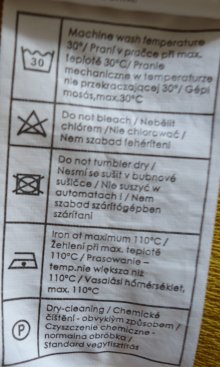 Machine wash temperature
30°/ Praní v pračce při max.
teplotě 30°C/ Pranie
mechaniczne w temperaturze
nie przekraczającej 30°/ Gépi
mosás, max.30°C
30
Do not bleach / Nebělit
chlórem / Nie chlorować /
Nem szabad fehéríteni
Do not tumbler dry /
Nesmí se sušit v bubnové
sušičce / Nie suszyć w
automatach ! / Nem
szabad szárítógépben
szárítani
Iron at maximum 110°C/
Žehlení při max. teplotě
110°C/ Prasowanie –
temp.nie większa niż
110°C / Vasalási hőmérséklet,
max. 110°C
Dry-cleaning / Chemické
čištění - obvyklým způsobem /
Czyszczenie chemiczne-
normalna obróbka /
Standard vegytisztítás
P